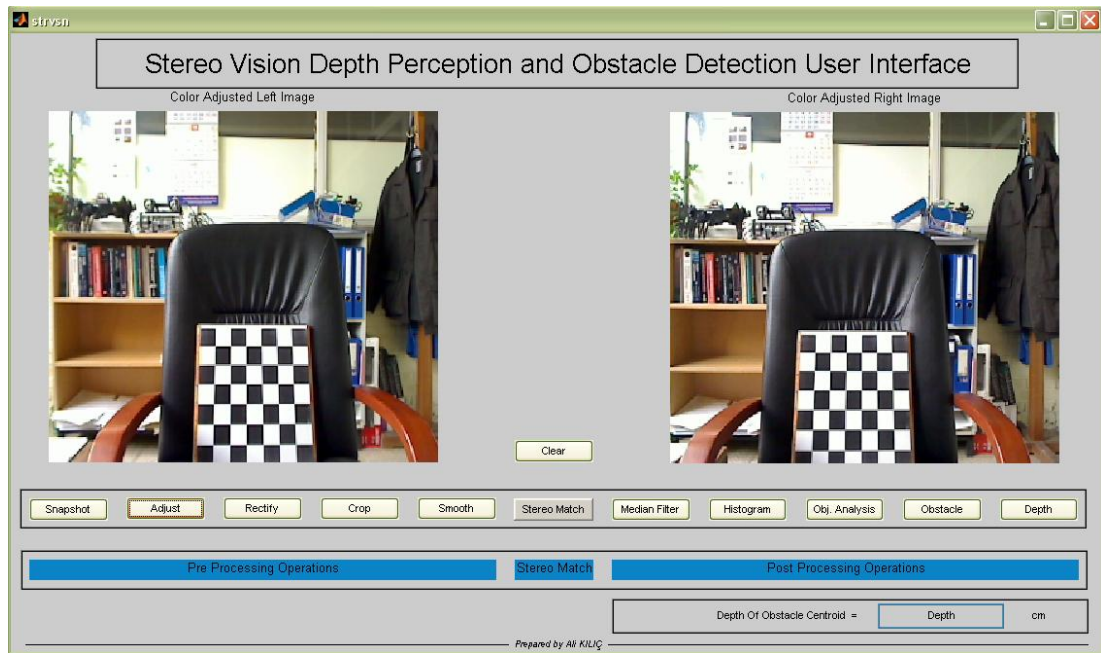 strvsn
Stereo Vision Depth Perception and Obstacle Detection User Interface
Color Adjusted Left Image
Color Adjusted Right Image
Clear
Snapshot Adjust Rectify Crop Smooth Stereo Match Median Filter Histogram Obj. Analysis Obstacle Depth
Pre Processing Operations Stereo Match Post Processing Operations
Depth Of Obstacle Centroid = Depth cm
Prepared by Ali KILIÇ